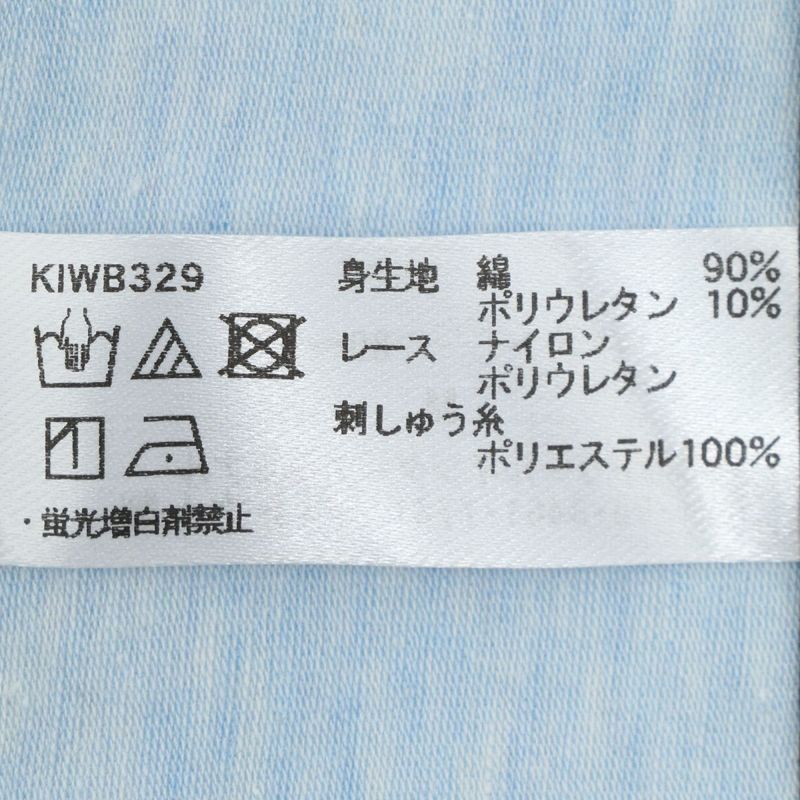 KIWB329
身生地 綿 90%
ポリウレタン 10%
レース ナイロン
ポリウレタン
刺しゅう糸
ポリエステル100%
・蛍光増白剤禁止